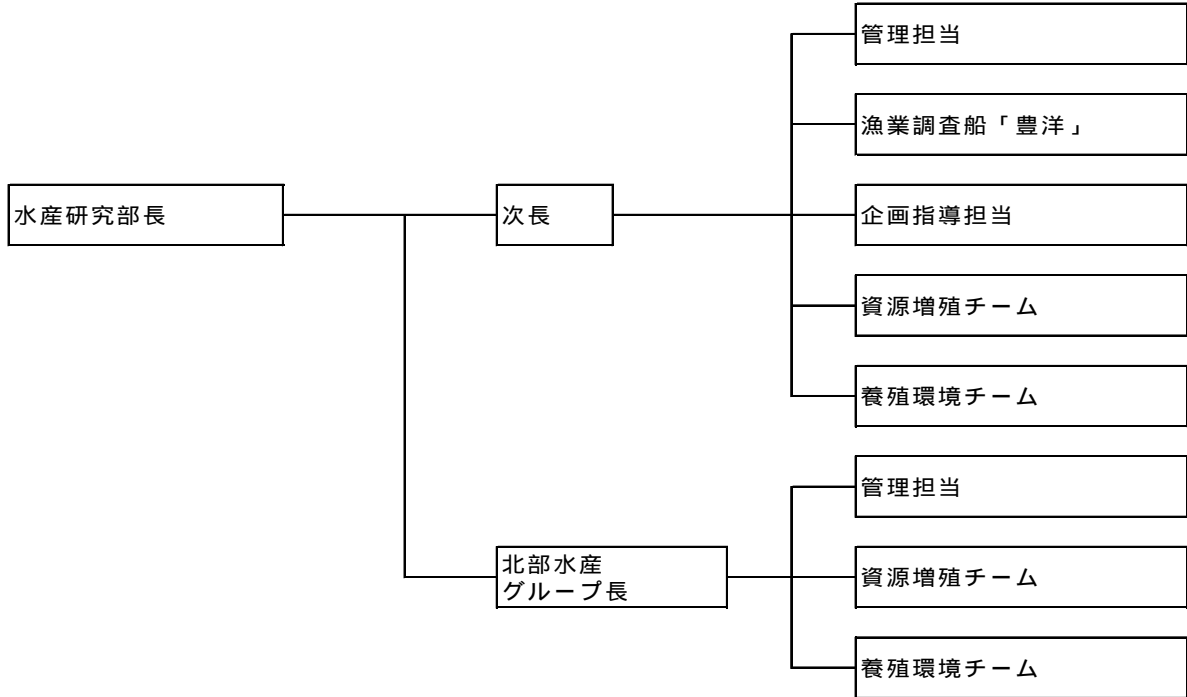 水産研究部長
次長
管理担当
漁業調査船「豊洋」
企画指導担当
資源増殖チーム
養殖環境チーム
北部水産
グループ長
管理担当
資源増殖チーム
養殖環境チーム